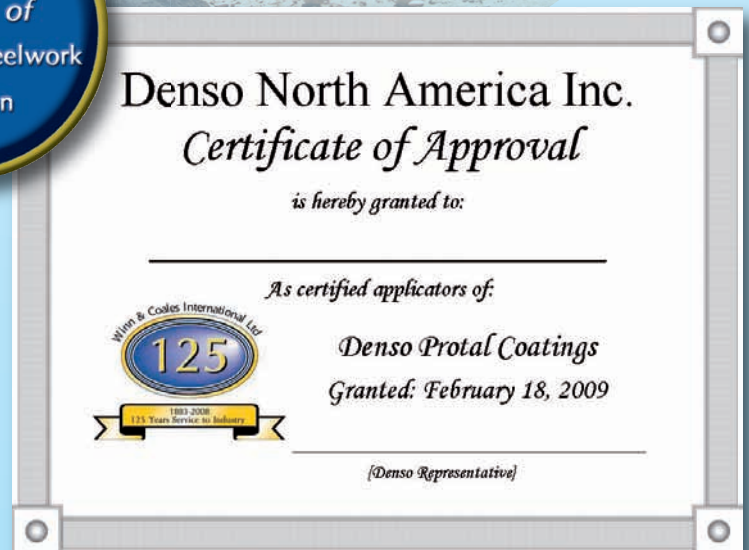 of
eelwork
n
Denso North America Inc.
Certificate of Approval
is hereby granted to:
As certified applicators of:
Winn & Coales International Ltd
125
1883-2008
125 Years Service to Industry
Denso Protal Coatings
Granted: February 18, 2009
[Denso Representative]